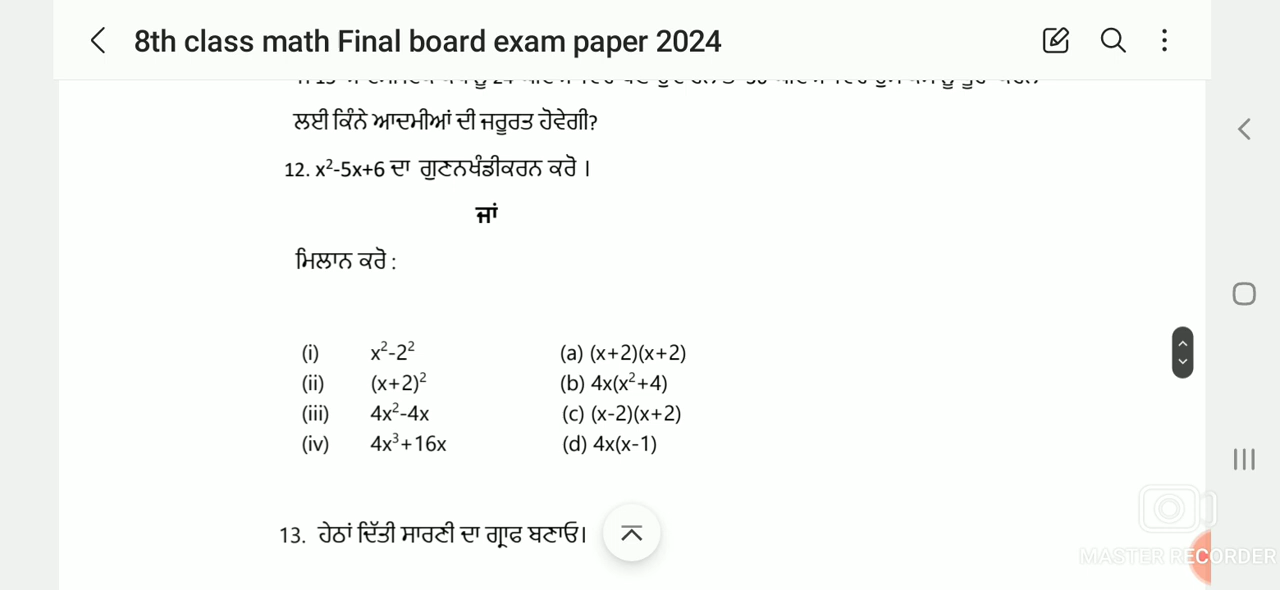 8th class math Final board exam paper 2024
ਲਈ ਕਿੰਨੇ ਆਦਮੀਆਂ ਦੀ ਜਰੂਰਤ ਹੋਵੇਗੀ?
12. x²-5x+6 ਦਾ ਗੁਣਨਖੰਡੀਕਰਨ ਕਰੋ ।
ਜਾਂ
ਮਿਲਾਨ ਕਰੋ :
(i) x²-2² (a) (x+2)(x+2)
(ii) (x+2)² (b) 4x(x²+4)
(iii) 4x²-4x (c) (x-2)(x+2)
(iv) 4x³+16x (d) 4x(x-1)
13. ਹੇਠਾਂ ਦਿੱਤੀ ਸਾਰਣੀ ਦਾ ਗ੍ਰਾਫ ਬਣਾਓ।
MASTER RECORDER